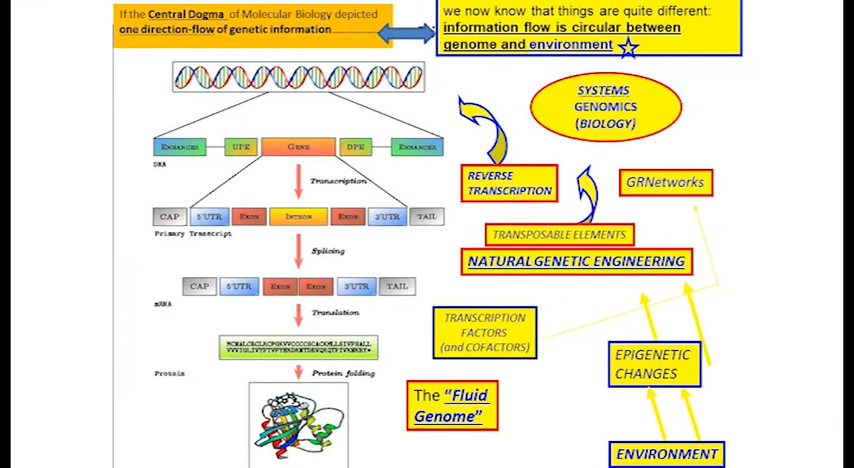 If the Central Dogma of Molecular Biology depicted
one direction-flow of genetic information..................
we now know that things are quite different:
information flow is circular between
genome and environment
SYSTEMS
GENOMICS
(BIOLOGY)
ENHANCER UPE GENE DPE ENHANCER
DNA
Transcription
REVERSE
TRANSCRIPTION
GRNetworks
CAP 5'UTR EXON INTRON EXON 3'UTR TAIL
Primary Transcript
TRANSPOSABLE ELEMENTS
Splicing
NATURAL GENETIC ENGINEERING
CAP 5'UTR EXON EXON 3'UTR TAIL
mRNA
Translation
TRANSCRIPTION
FACTORS
(and COFACTORS)
EPIGENETIC
CHANGES
Protein
Protein folding
The "Fluid
Genome"
ENVIRONMENT